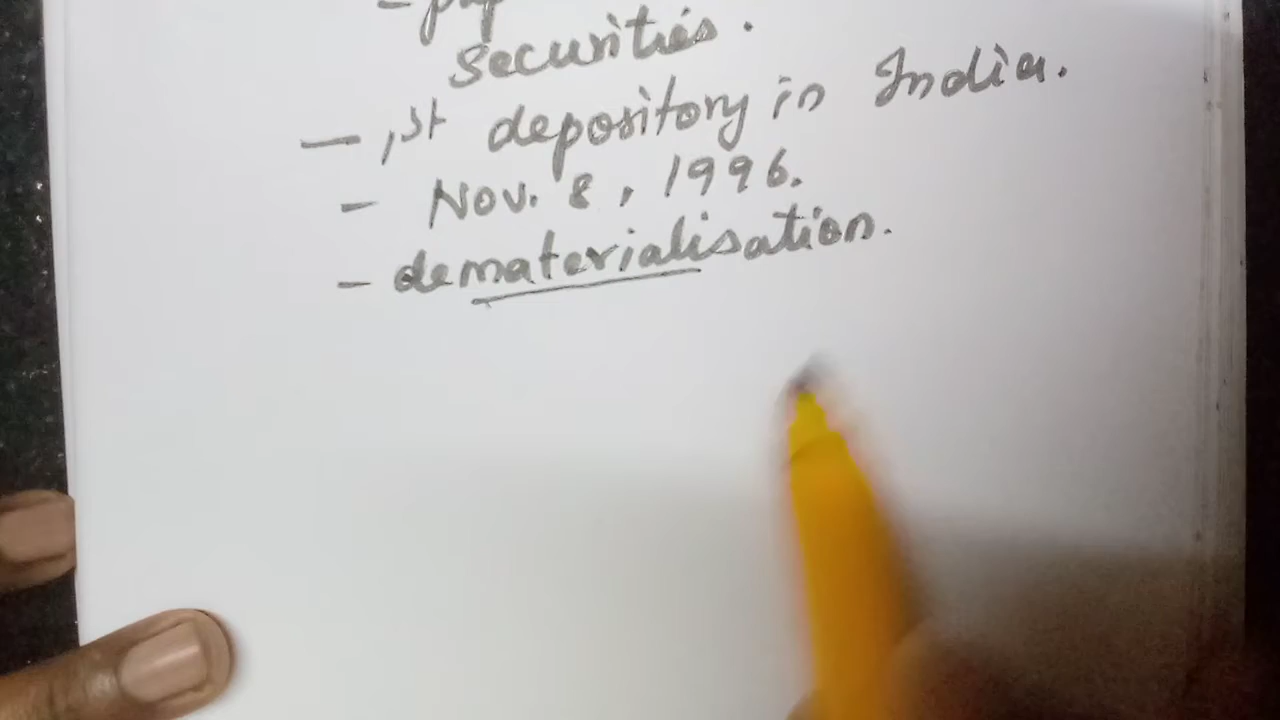 securities.
- 1st depository in India.
- Nov. 8, 1996.
- dematerialisation.